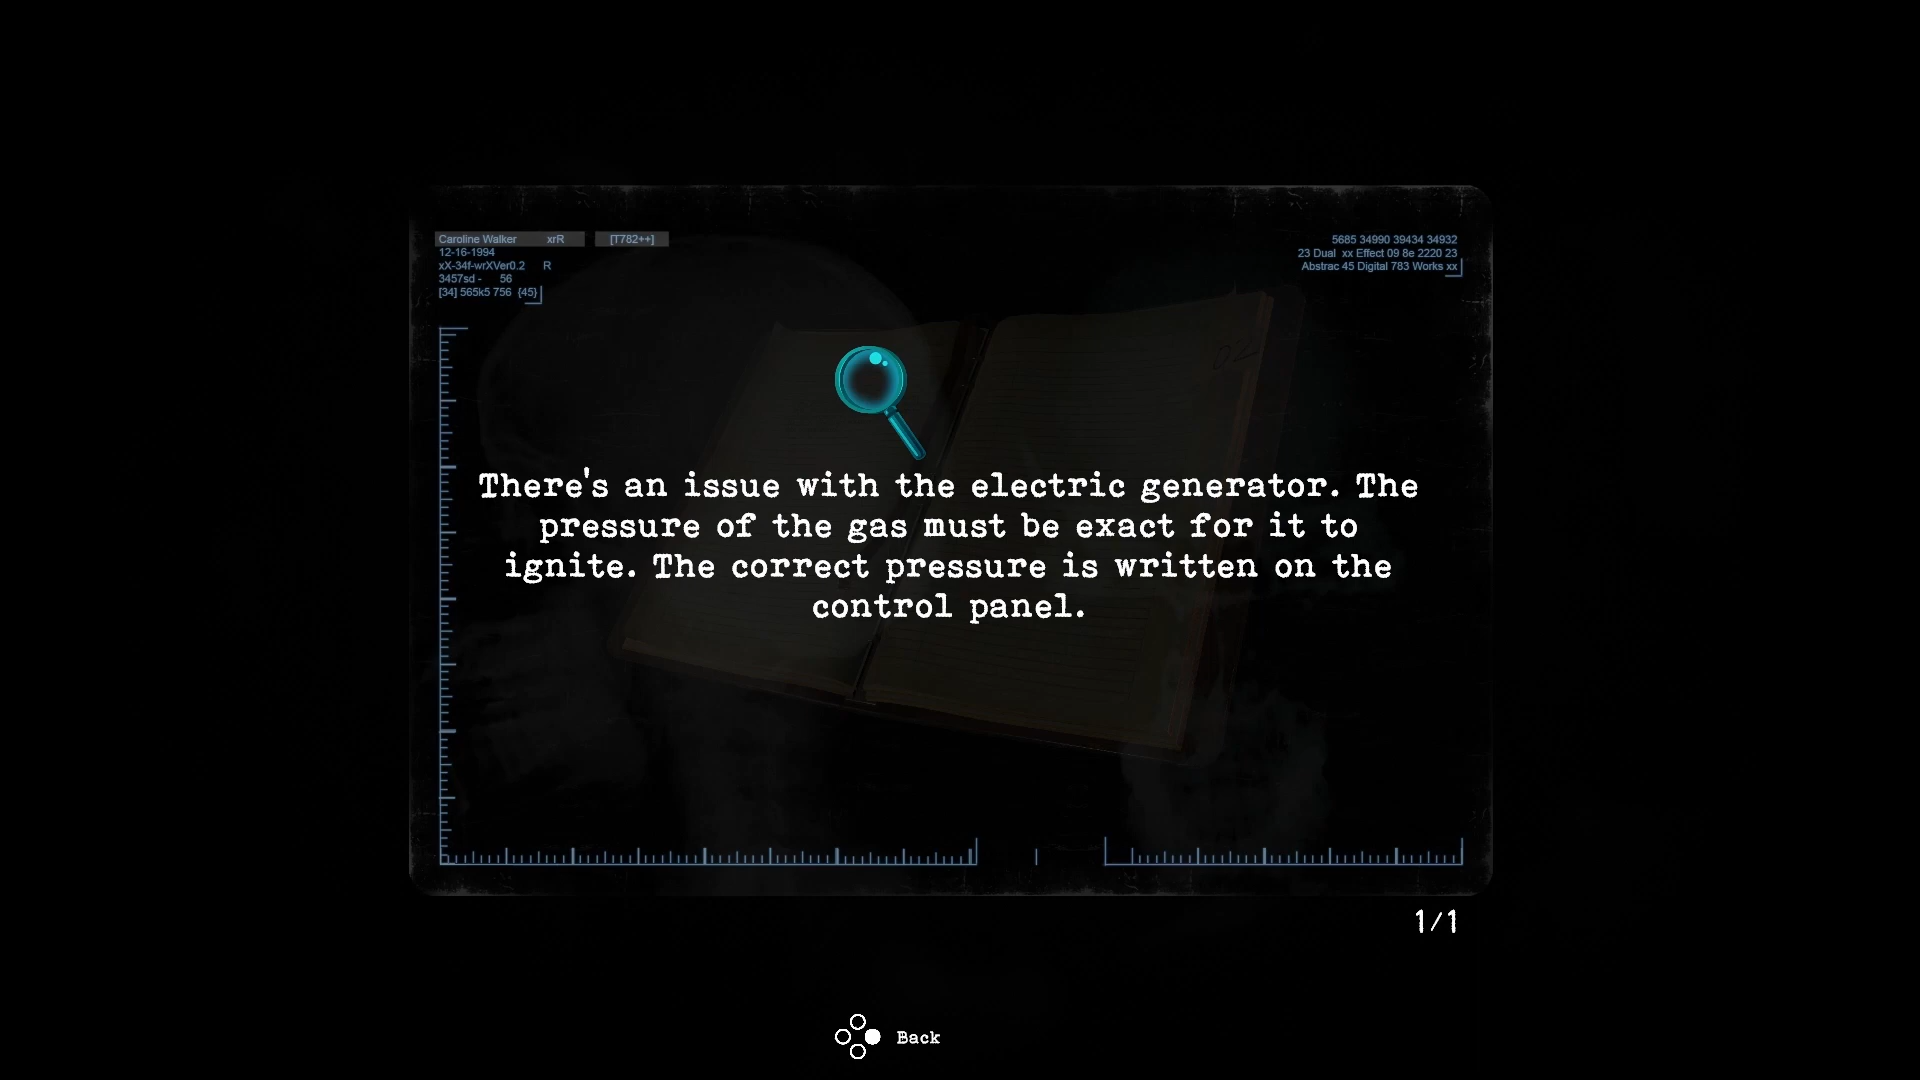 Caroline Walker xrR [T782++]
12-16-1994
xX-34f-wrXVer0.2 R
3457sd - 56
[34] 565k5 756 {45}
5685 34990 39434 34932
23 Dual xx Effect 09 8e 2220 23
Abstrac 45 Digital 783 Works xx
02
There's an issue with the electric generator. The
pressure of the gas must be exact for it to
ignite. The correct pressure is written on the
control panel.
1/1
Back